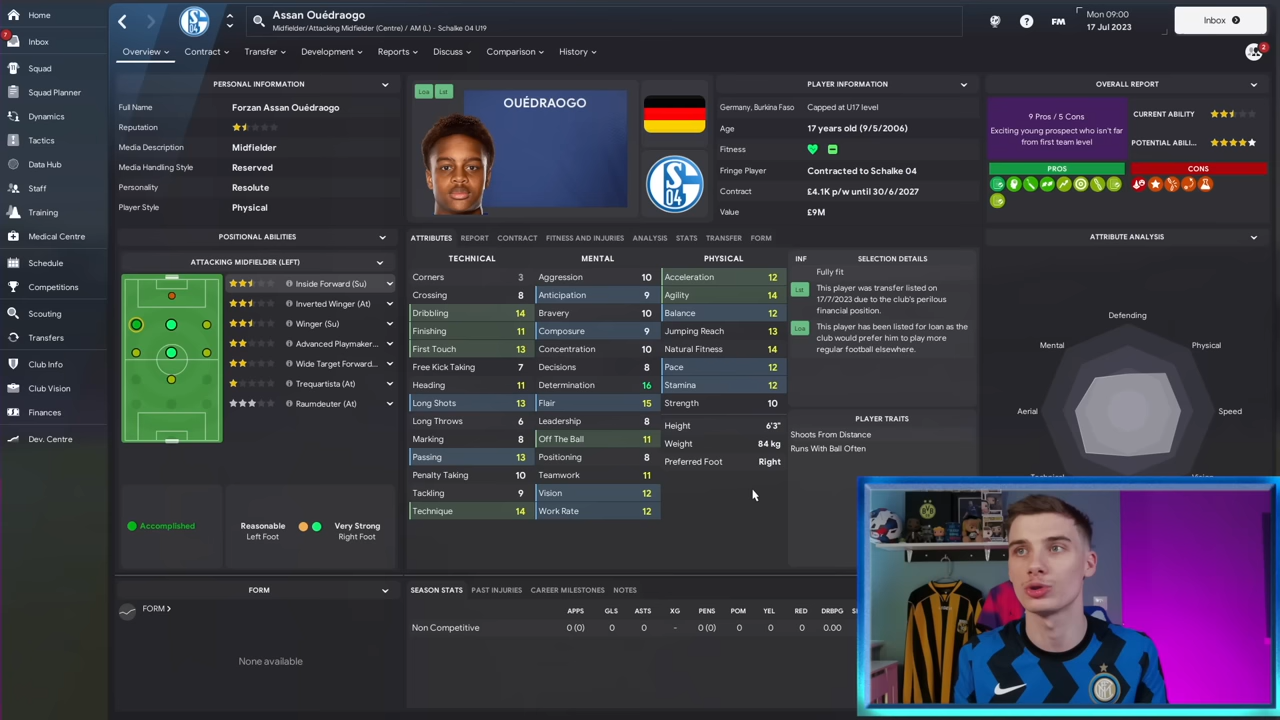 Home
Inbox
7
Squad
Squad Planner
Dynamics
Tactics
Data Hub
Staff
Training
Medical Centre
Schedule
Competitions
Scouting
Transfers
Club Info
Club Vision
Finances
Dev. Centre
Assan Ouédraogo
Midfielder/Attacking Midfielder (Centre) / AM (L) - Schalke 04 U19
FM
Mon 09:00
17 Jul 2023
Inbox
Overview
Contract
Transfer
Development
Reports
Discuss
Comparison
History
2
PERSONAL INFORMATION
Full Name Forzan Assan Ouédraogo
Reputation
Media Description Midfielder
Media Handling Style Reserved
Personality Resolute
Player Style Physical
Loa Lst
OUÉDRAOGO
PLAYER INFORMATION
Germany, Burkina Faso Capped at U17 level
Age 17 years old (9/5/2006)
Fitness
Fringe Player Contracted to Schalke 04
Contract £4.1K p/w until 30/6/2027
Value £9M
OVERALL REPORT
9 Pros / 5 Cons
Exciting young prospect who isn't far
from first team level
CURRENT ABILITY
POTENTIAL ABILI...
PROS CONS
POSITIONAL ABILITIES
ATTACKING MIDFIELDER (LEFT)
Inside Forward (Su)
Inverted Winger (At)
Winger (Su)
Advanced Playmaker...
Wide Target Forward...
Trequartista (At)
Raumdeuter (At)
Accomplished
Reasonable
Left Foot
Very Strong
Right Foot
ATTRIBUTES REPORT CONTRACT FITNESS AND INJURIES ANALYSIS STATS TRANSFER FORM
TECHNICAL
Corners 3
Crossing 8
Dribbling 14
Finishing 11
First Touch 13
Free Kick Taking 7
Heading 11
Long Shots 13
Long Throws 6
Marking 8
Passing 13
Penalty Taking 10
Tackling 9
Technique 14
MENTAL
Aggression 10
Anticipation 9
Bravery 10
Composure 9
Concentration 10
Decisions 8
Determination 16
Flair 15
Leadership 8
Off The Ball 11
Positioning 8
Teamwork 11
Vision 12
Work Rate 12
PHYSICAL
Acceleration 12
Agility 14
Balance 12
Jumping Reach 13
Natural Fitness 14
Pace 12
Stamina 12
Strength 10
Height 6'3"
Weight 84 kg
Preferred Foot Right
INF SELECTION DETAILS
Fully fit
Lst
This player was transfer listed on
17/7/2023 due to the club's perilous
financial position.
Loa
This player has been listed for loan as the
club would prefer him to play more
regular football elsewhere.
PLAYER TRAITS
Shoots From Distance
Runs With Ball Often
ATTRIBUTE ANALYSIS
Defending
Mental
Physical
Aerial
Speed
FORM
FORM
None available
SEASON STATS PAST INJURIES CAREER MILESTONES NOTES
APPS GLS ASTS XG PENS POM YEL RED DRBPG
Non Competitive 0 (0) 0 0 - 0 (0) 0 0 0 0.00